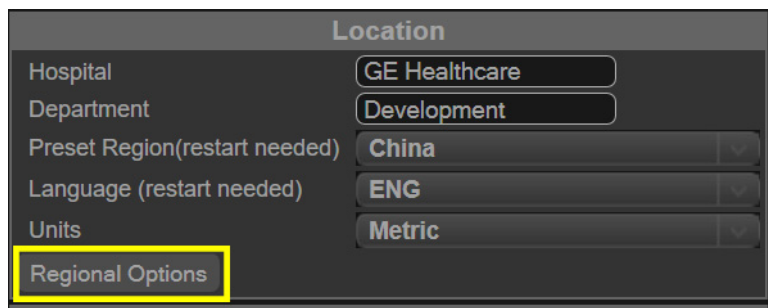 Location
Hospital GE Healthcare
Department Development
Preset Region(restart needed) China
Language (restart needed) ENG
Units Metric
Regional Options